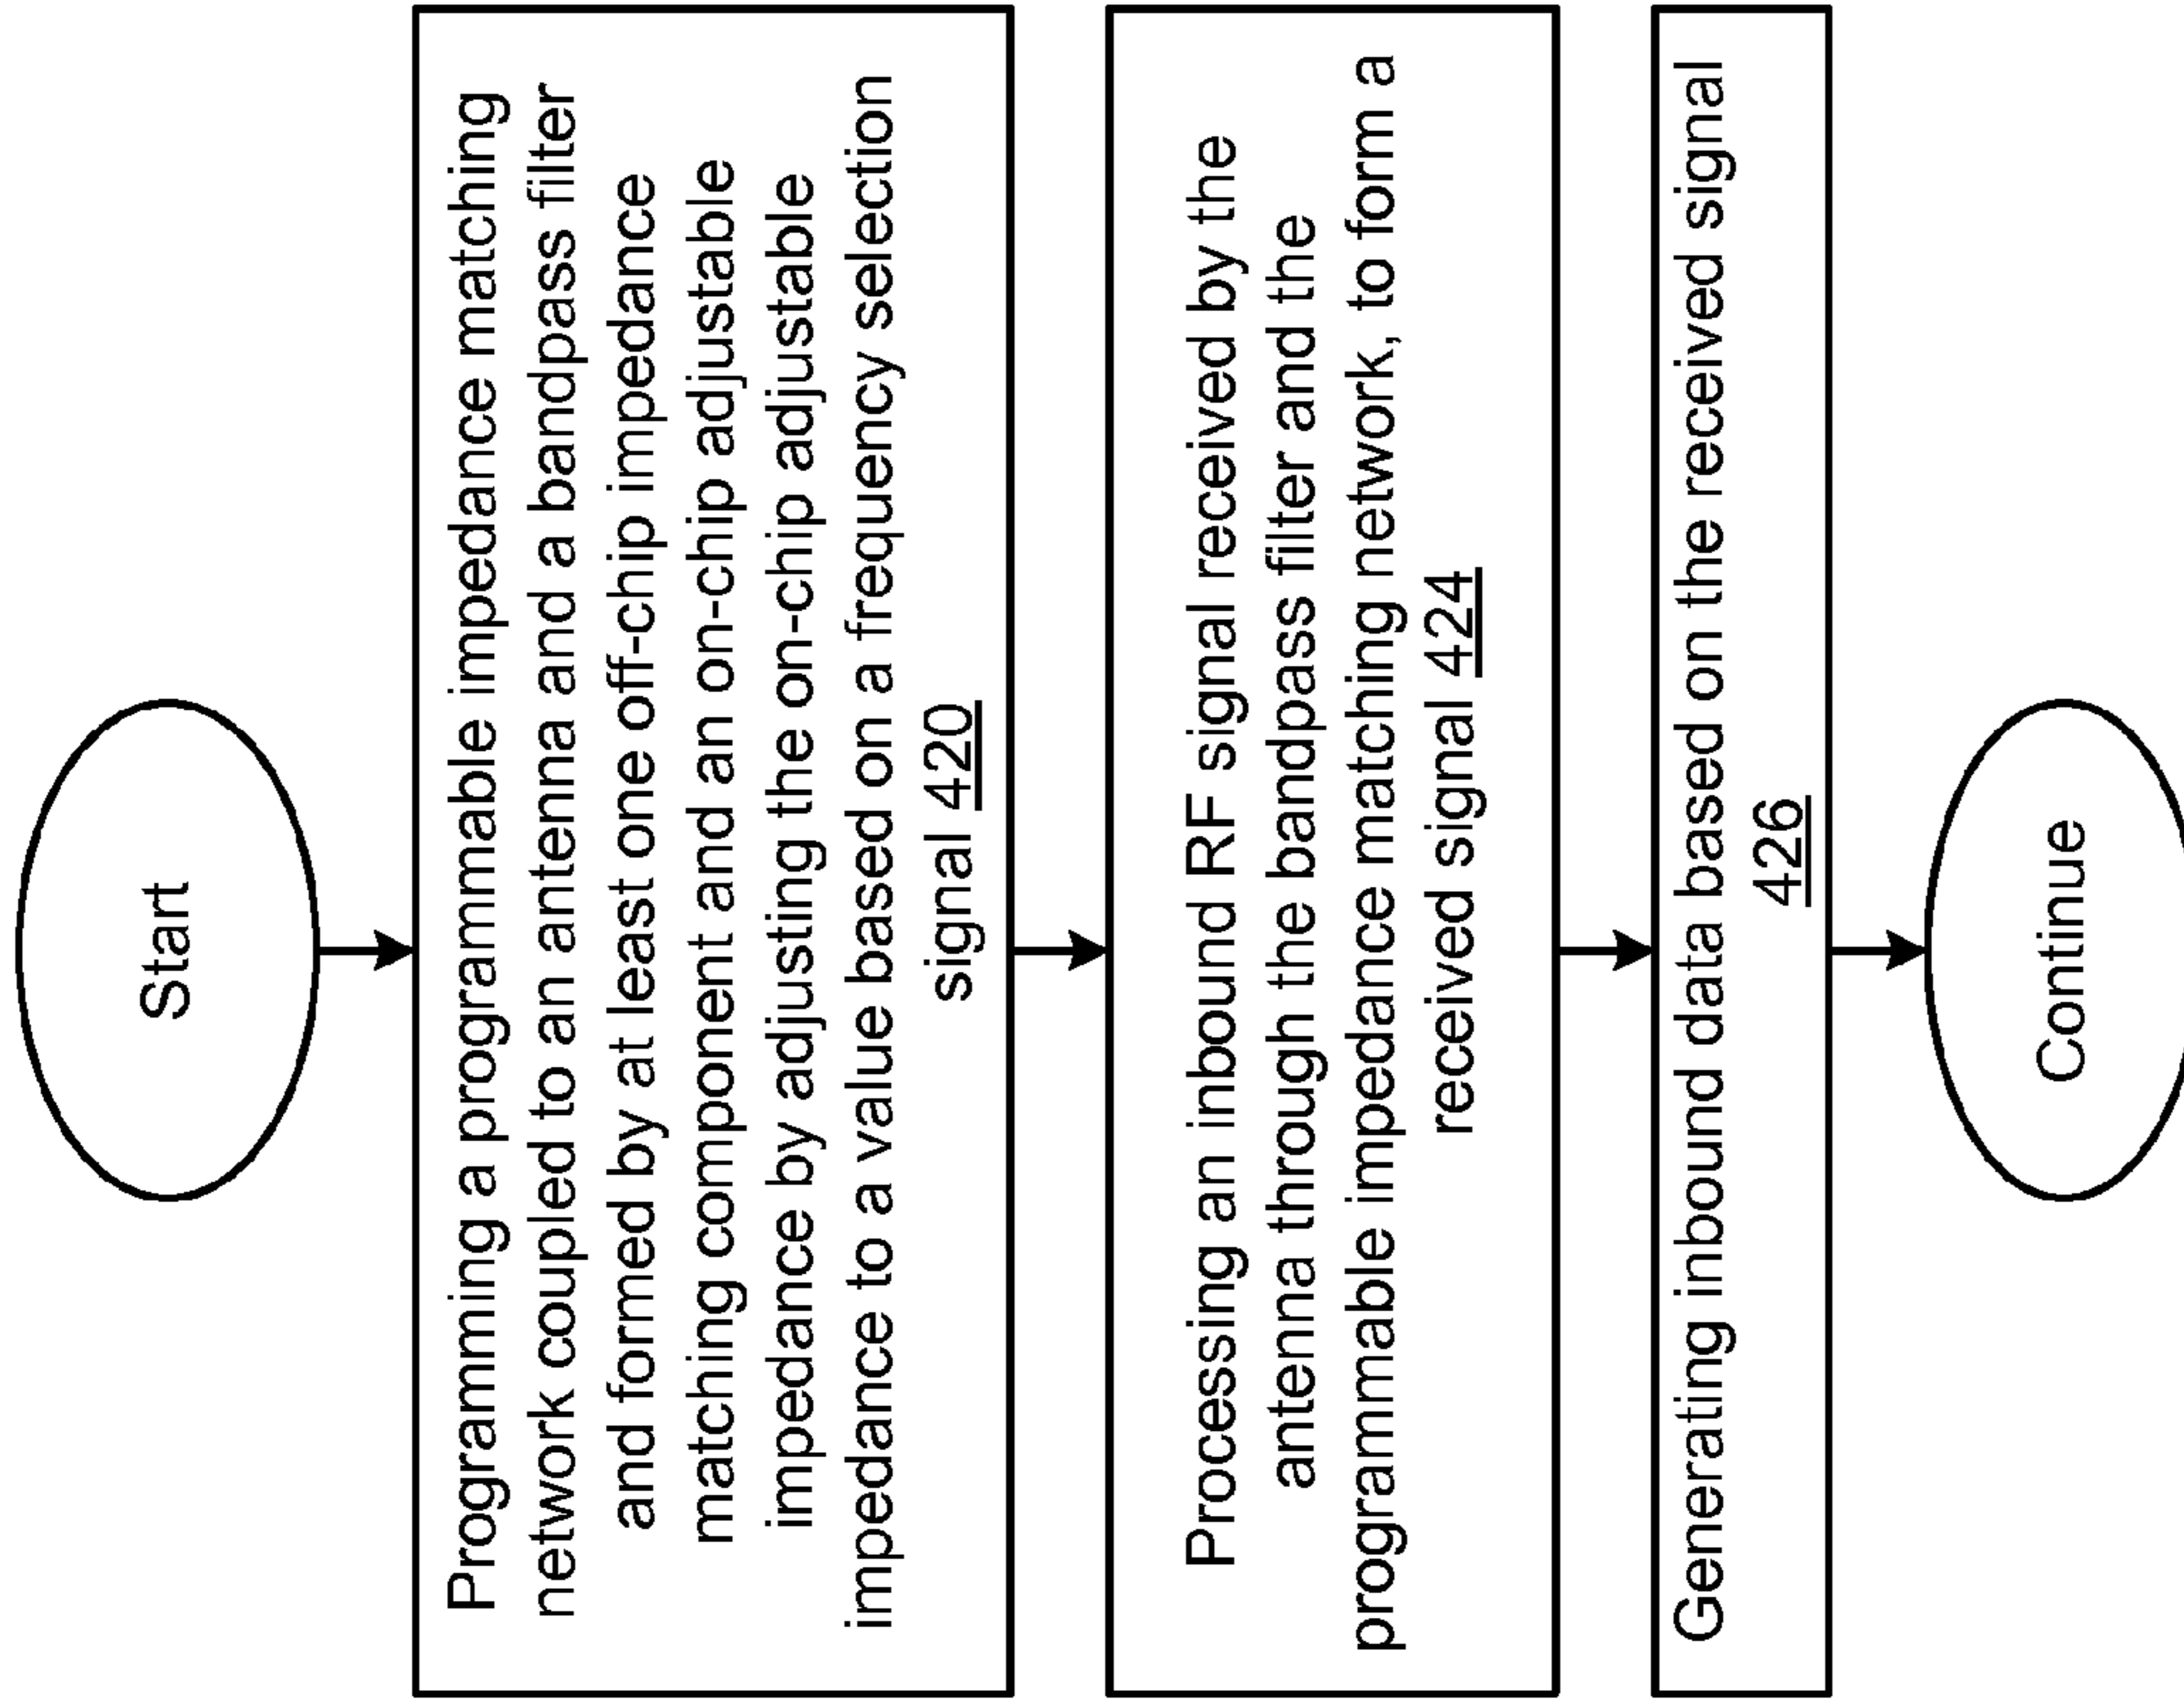 Start
Programming a programmable impedance matching
network coupled to an antenna and a bandpass filter
and formed by at least one off-chip impedance
matching component and an on-chip adjustable
impedance by adjusting the on-chip adjustable
impedance to a value based on a frequency selection
signal 420
Processing an inbound RF signal received by the
antenna through the bandpass filter and the
programmable impedance matching network, to form a
received signal 424
Generating inbound data based on the received signal
426
Continue